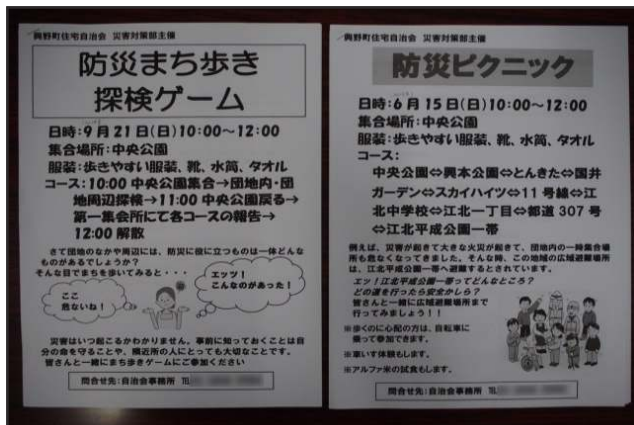 興野町住宅自治会 災害対策部主催
防災まち歩き
探検ゲーム
日時:9月21日(日)10:00~12:00
集合場所:中央公園
服装:歩きやすい服装、靴、水筒、タオル
コース:10:00 中央公園集合→団地内・団
地周辺探検→11:00 中央公園戻る→
第一集会所にて各コースの報告→
12:00 解散
さて団地のなかや周辺には、防災に役に立つものは一体どんな
ものがあるでしょうか?
そんな目でまちを歩いてみると・・・
エッツ!
こんなのがあった!
ここ
危ないね!
災害はいつ起こるかわかりません。事前に知っておくことは自
分の命を守ることや、隣近所の人にとっても大切なことです。
皆さんと一緒にまち歩きゲームにご参加ください
問合せ先:自治会事務所 TEL
興野町住宅自治会 災害対策部主催
防災ピクニック
日時:6月15日(日)10:00~12:00
集合場所:中央公園
服装:歩きやすい服装、靴、水筒、タオル
コース:
中央公園⇔興本公園⇔とんきた⇔国井
ガーデン⇔スカイハイツ⇔11号線⇔江
北中学校⇔江北一丁目⇔都道307号
⇔江北平成公園一帯
例えば、災害が起きて大きな火災が起きて、団地内の一時集合場
所も危なくなってきました。そんな時、この地域の広域避難場所
は、江北平成公園一帯へ避難するとされています。
エッ!江北平成公園一帯ってどんなところ?
どの道を行ったら安全かしら?
皆さんと一緒に広域避難場所まで
行ってみましょう!!
※歩くのに心配の方は、自転車に
乗って参加できます。
※車いす体験もします。
※アルファ米の試食もします。
問合せ先:自治会事務所 TEL